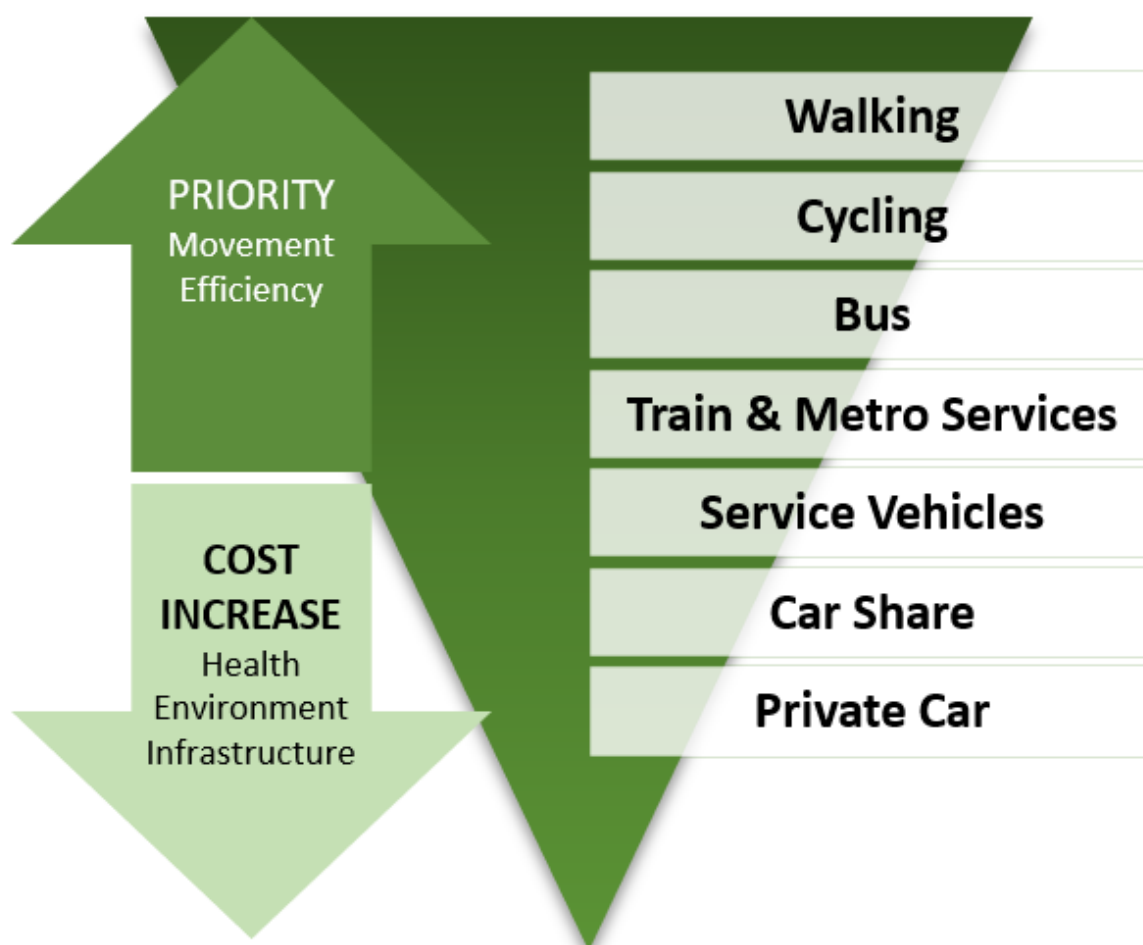 PRIORITY
Movement
Efficiency
COST
INCREASE
Health
Environment
Infrastructure
Walking
Cycling
Bus
Train & Metro Services
Service Vehicles
Car Share
Private Car